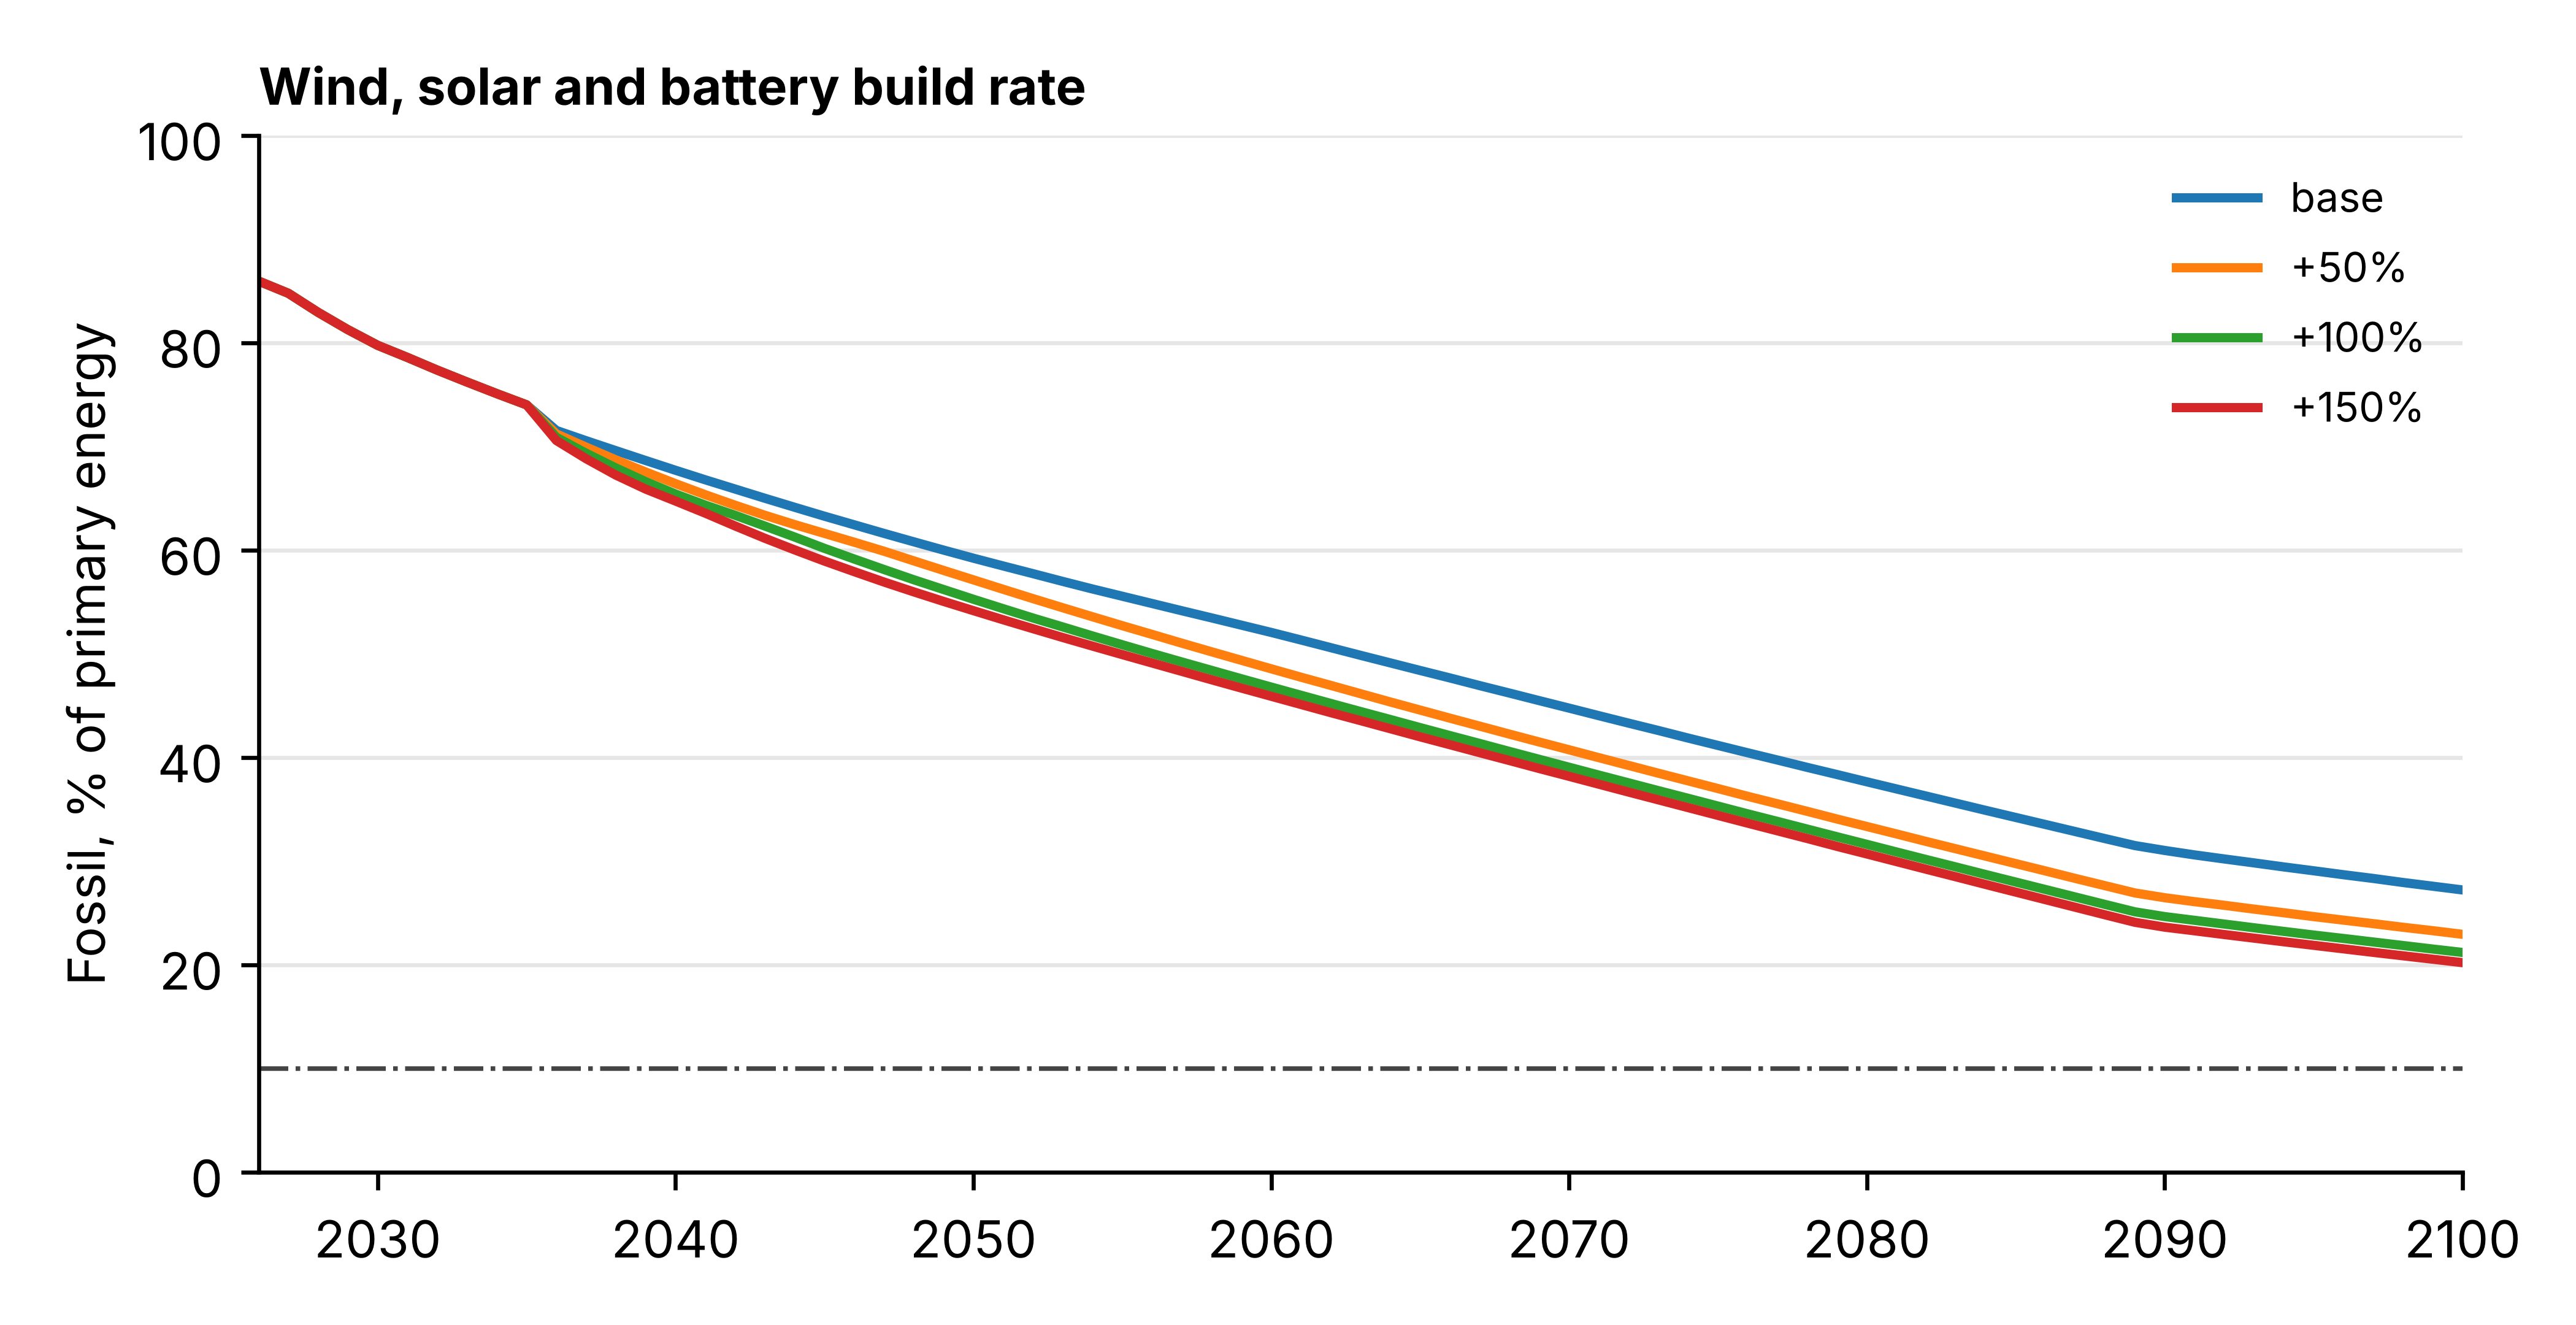 Wind, solar and battery build rate
Fossil, % of primary energy
100
80
60
40
20
0
base
+50%
+100%
+150%
2030 2040 2050 2060 2070 2080 2090 2100